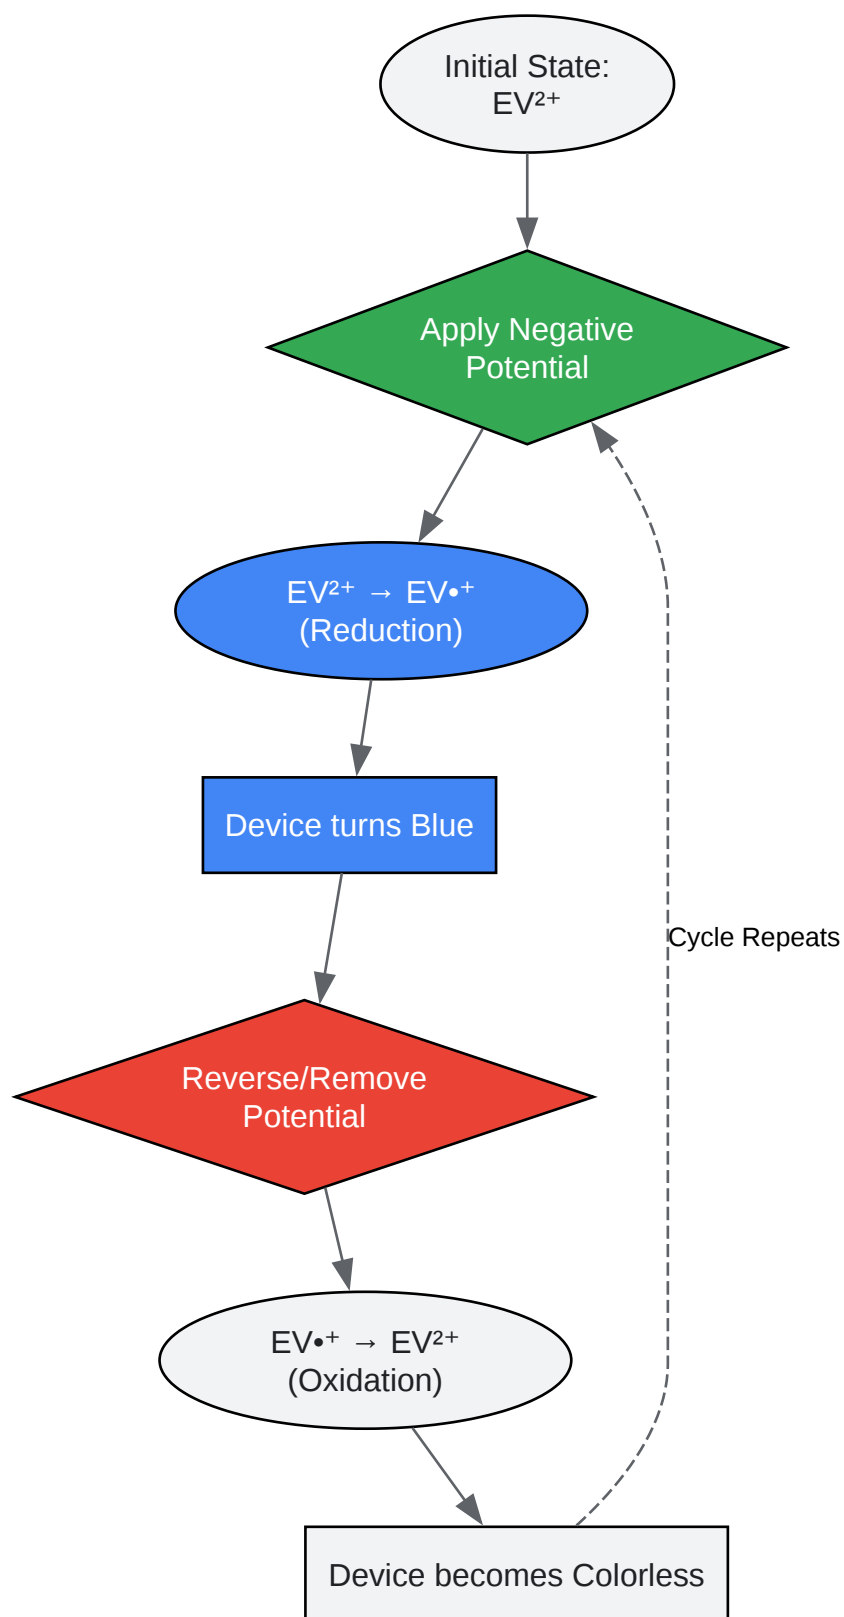 Initial State:
EV²⁺
Apply Negative
Potential
EV²⁺ → EV•⁺
(Reduction)
Device turns Blue
Cycle Repeats
Reverse/Remove
Potential
EV•⁺ → EV²⁺
(Oxidation)
Device becomes Colorless